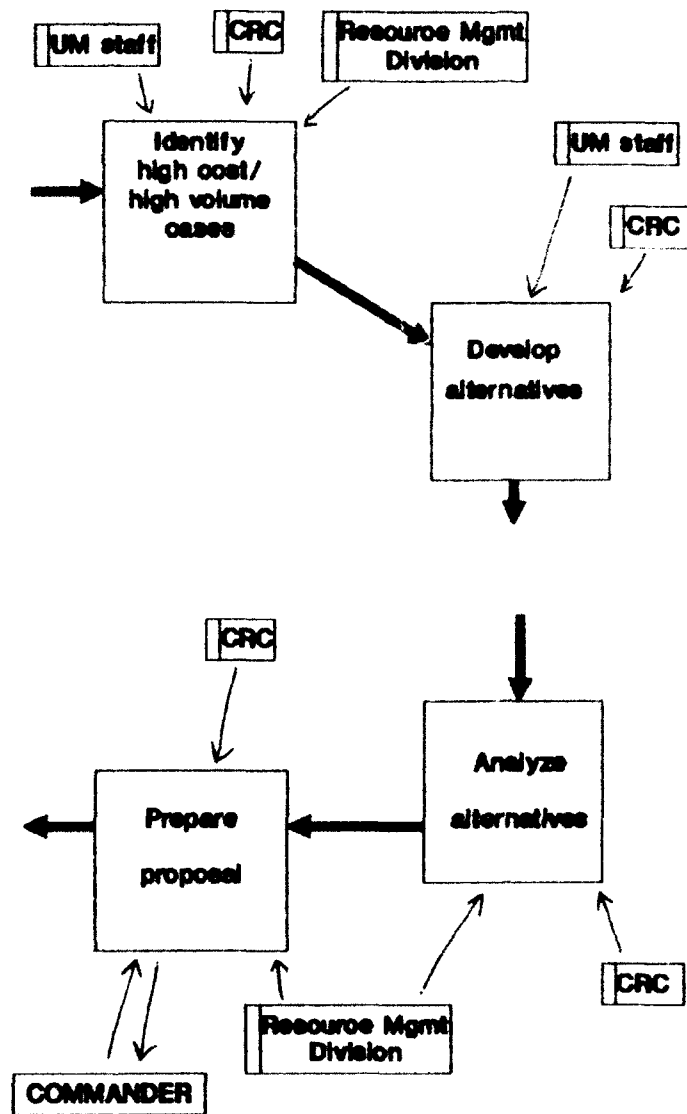 UM staff
CRC
Resource Mgmt
Division
Identify
high cost/
high volume
cases
UM staff
CRC
Develop
alternatives
CRC
Analyze
alternatives
Prepare
proposal
CRC
Resource Mgmt
Division
COMMANDER